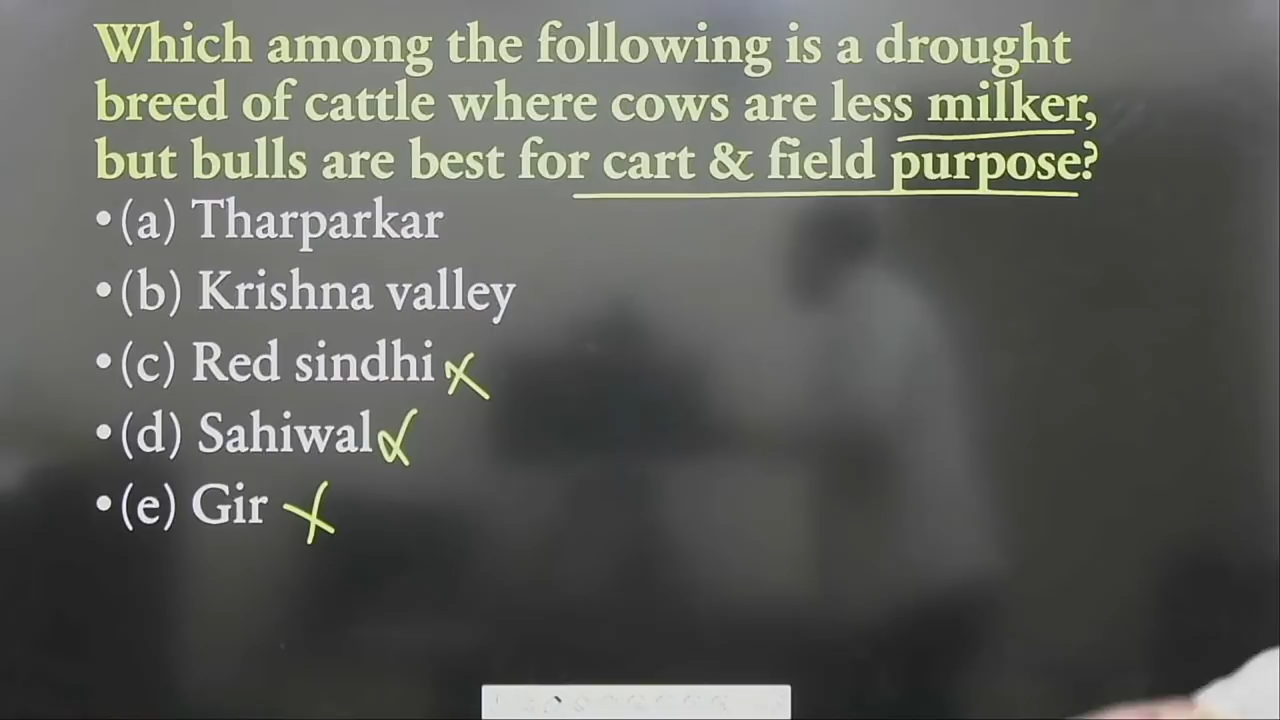 Which among the following is a drought
breed of cattle where cows are less milker,
but bulls are best for cart & field purpose?
•(a) Tharparkar
•(b) Krishna valley
•(c) Red sindhi
•(d) Sahiwal
•(e) Gir